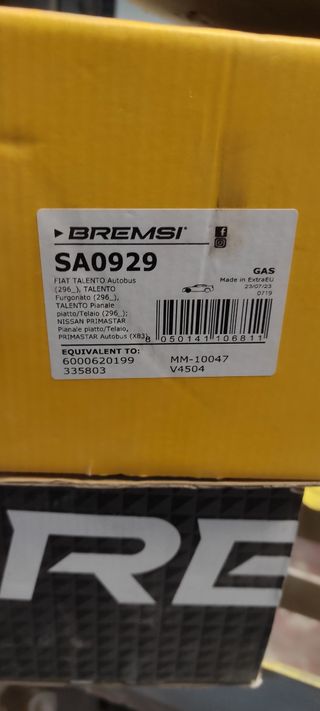 BREMSI
SA0929
FIAT TALENTO Autobus
(296_), TALENTO
Furgonato (296_),
TALENTO Pianale
piatto/Telaio (296_);
NISSAN PRIMASTAR
Pianale piatto/Telaio,
PRIMASTAR Autobus (X83)
GAS
Made in ExtraEU
23/07/23
0719
8 050141 106811
EQUIVALENT TO:
6000620199 MM-10047
335803 V4504
RE